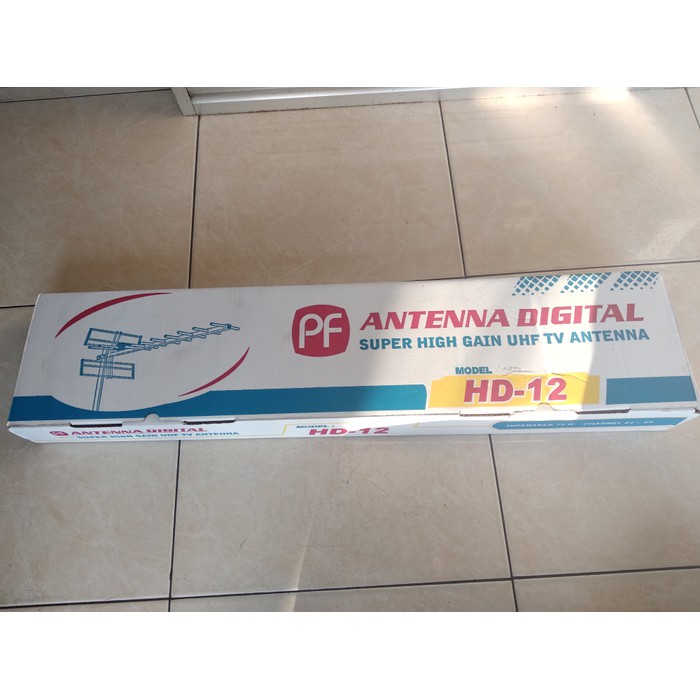 PF
ANTENNA DIGITAL
SUPER HIGH GAIN UHF TV ANTENNA
MODEL
HD-12
PF ANTENNA DIGITAL
SUPER HIGH GAIN UHF TV ANTENNA
MODEL :
HD-12